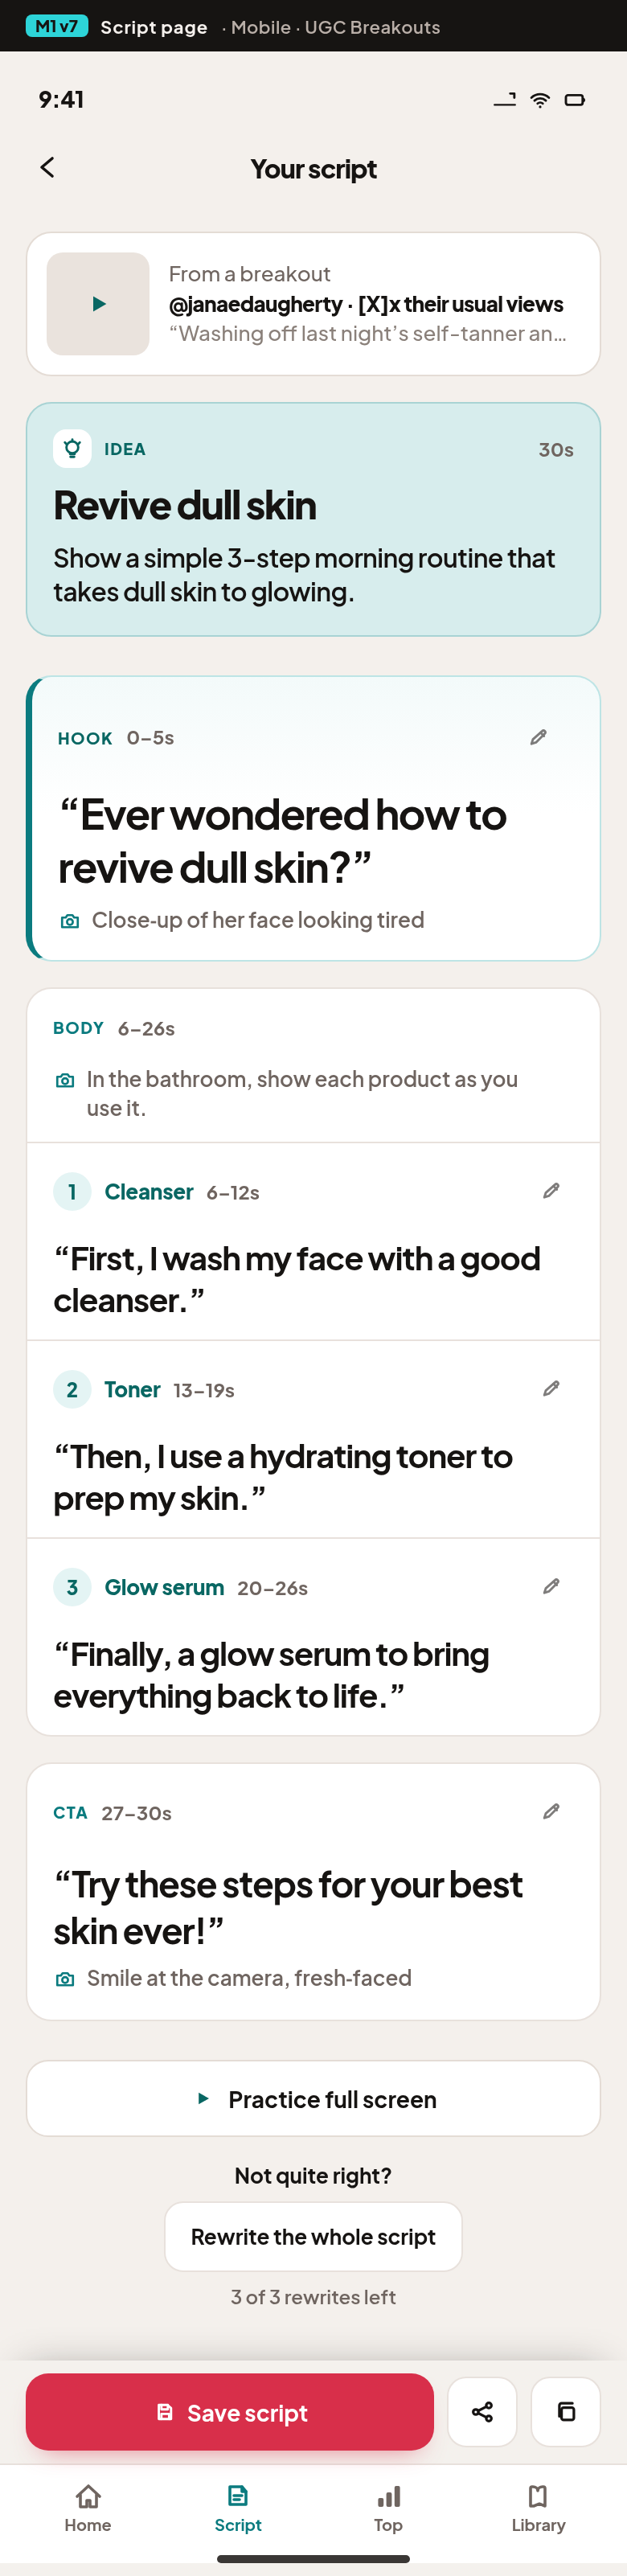 M1 v7 Script page · Mobile · UGC Breakouts
9:41
Your script
From a breakout
@janaedaugherty · [X]x their usual views
“Washing off last night’s self-tanner an…
IDEA 30s
Revive dull skin
Show a simple 3-step morning routine that
takes dull skin to glowing.
HOOK 0–5s
“Ever wondered how to
revive dull skin?”
Close-up of her face looking tired
BODY 6–26s
In the bathroom, show each product as you
use it.
1 Cleanser 6–12s
“First, I wash my face with a good
cleanser.”
2 Toner 13–19s
“Then, I use a hydrating toner to
prep my skin.”
3 Glow serum 20–26s
“Finally, a glow serum to bring
everything back to life.”
CTA 27–30s
“Try these steps for your best
skin ever!”
Smile at the camera, fresh-faced
Practice full screen
Not quite right?
Rewrite the whole script
3 of 3 rewrites left
Save script
Home Script Top Library